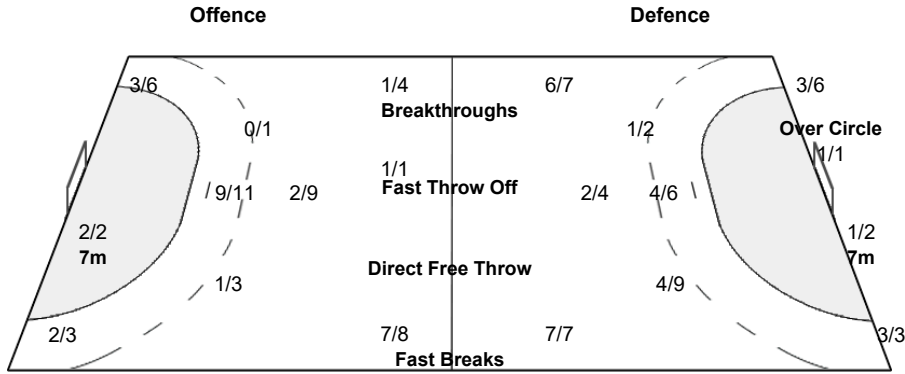 Offence Defence
3/6 1/4 6/7 3/6
Breakthroughs
0/1 1/2 Over Circle
1/1 1/1
9/11 2/9 Fast Throw Off 2/4 4/6
2/2 1/2
7m 7m
Direct Free Throw
1/3 4/9
2/3 7/8 7/7 3/3
Fast Breaks